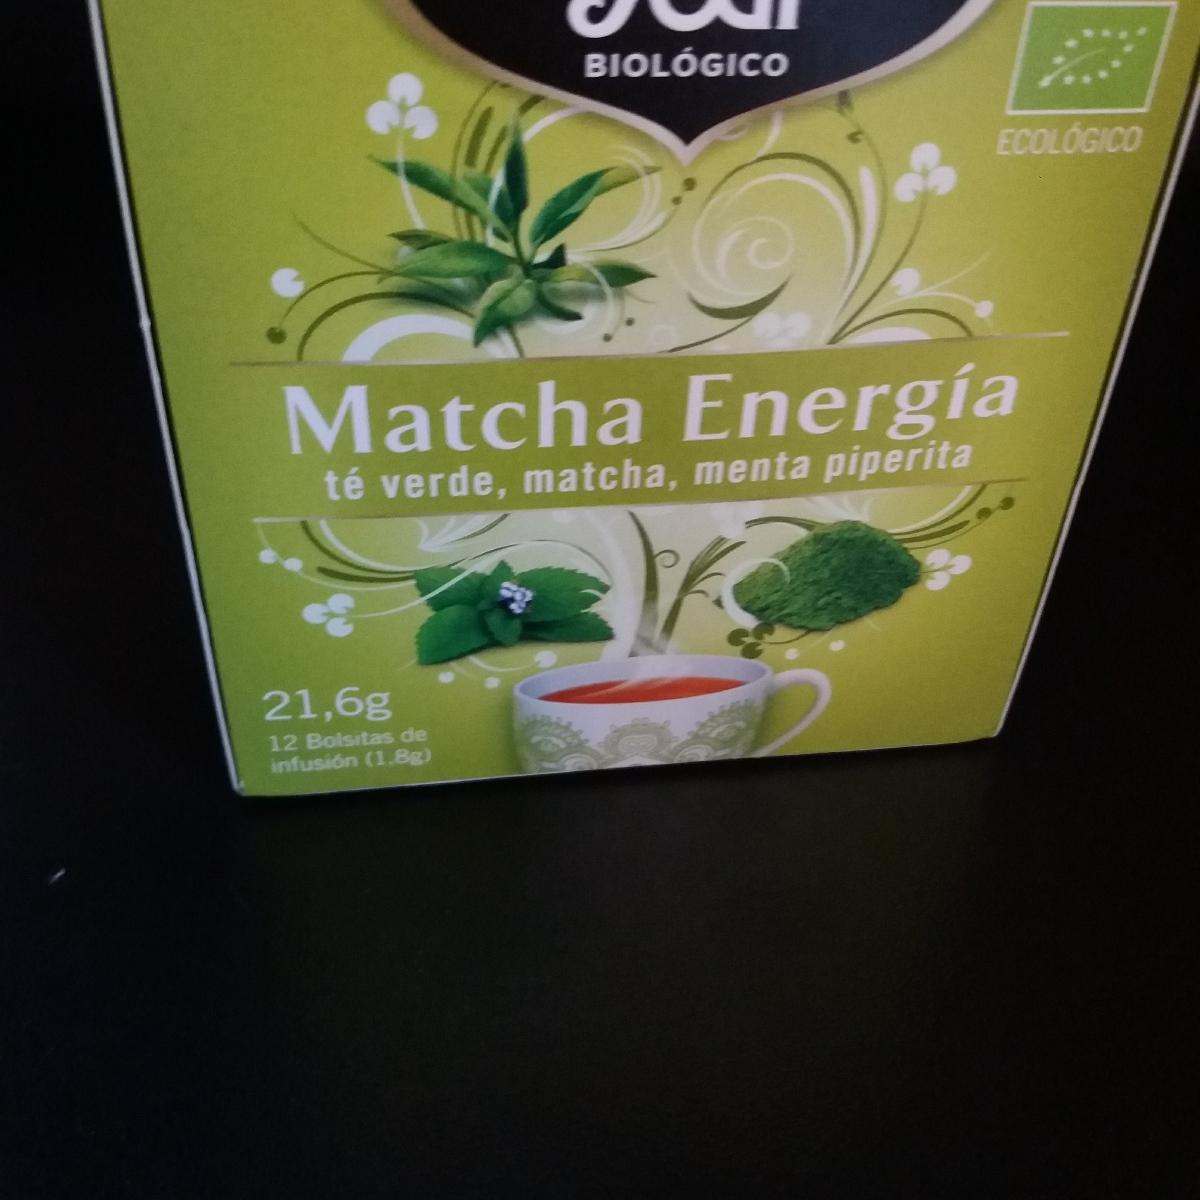 BIOLÓGICO
ECOLÓGICO
Matcha Energía
té verde, matcha, menta piperita
21,6g
12 Bolsitas de
infusión (1,8g)